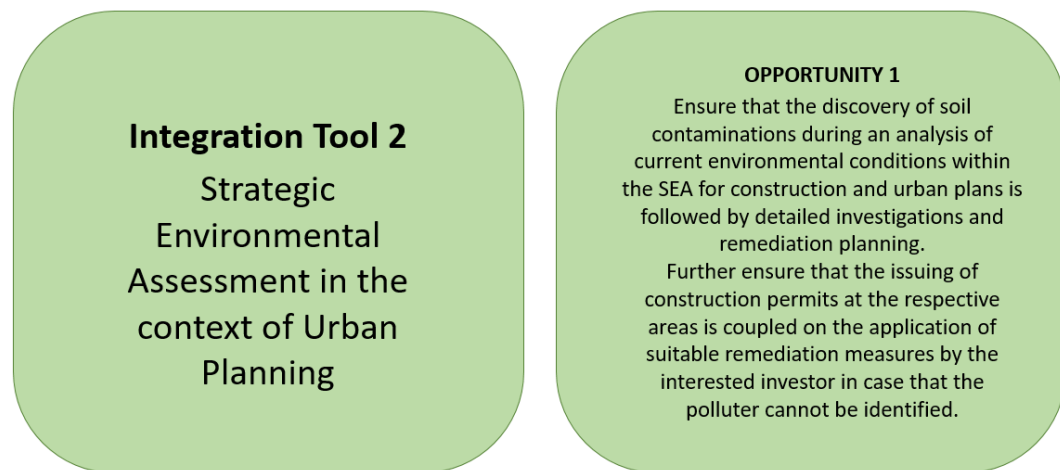 Integration Tool 2
Strategic
Environmental
Assessment in the
context of Urban
Planning
OPPORTUNITY 1
Ensure that the discovery of soil
contaminations during an analysis of
current environmental conditions within
the SEA for construction and urban plans is
followed by detailed investigations and
remediation planning.
Further ensure that the issuing of
construction permits at the respective
areas is coupled on the application of
suitable remediation measures by the
interested investor in case that the
polluter cannot be identified.